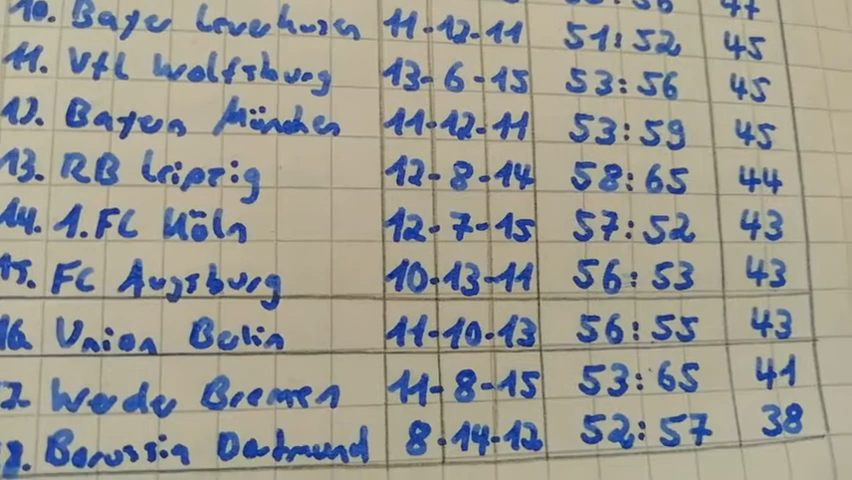 10. Bayer Leverkusen 11-12-11 51:52 45
11. VfL Wolfsburg 13-6-15 53:56 45
12. Bayern München 11-12-11 53:59 45
13. RB Leipzig 12-8-14 58:65 44
14. 1.FC Köln 12-7-15 57:52 43
15. FC Augsburg 10-13-11 56:53 43
16. Union Berlin 11-10-13 56:55 43
7. Werder Bremen 11-8-15 53:65 41
8. Borussia Dortmund 8-14-12 52:57 38